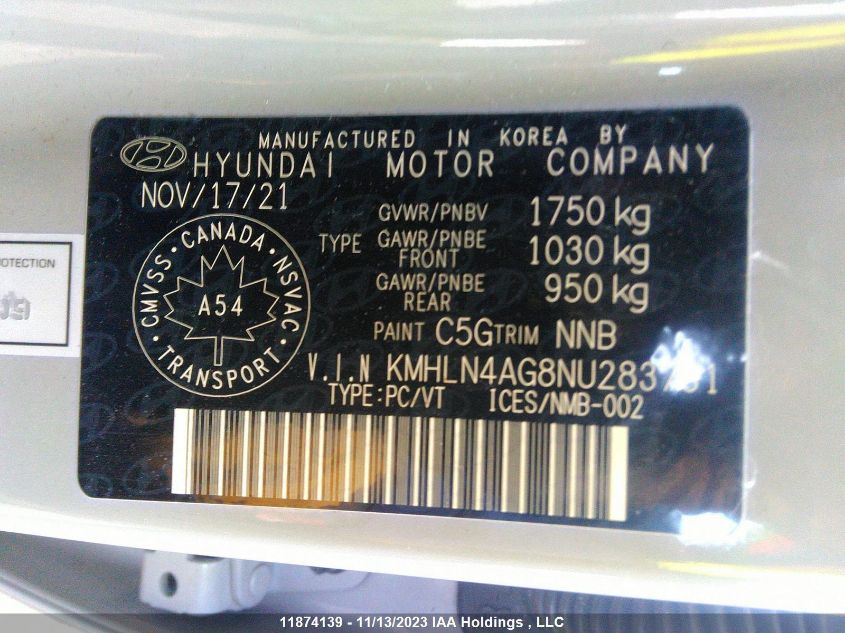 MANUFACTURED IN KOREA BY
HYUNDAI MOTOR COMPANY
NOV/17/21
GVWR/PNBV 1750 kg
TYPE GAWR/PNBE FRONT 1030 kg
GAWR/PNBE REAR 950 kg
CMVSS · CANADA · NSVAC · TRANSPORT ·
A54
PAINT C5G TRIM NNB
V.I.N
TYPE:PC/VT ICES/NMB-002
11874139 - 11/13/2023 IAA Holdings , LLC